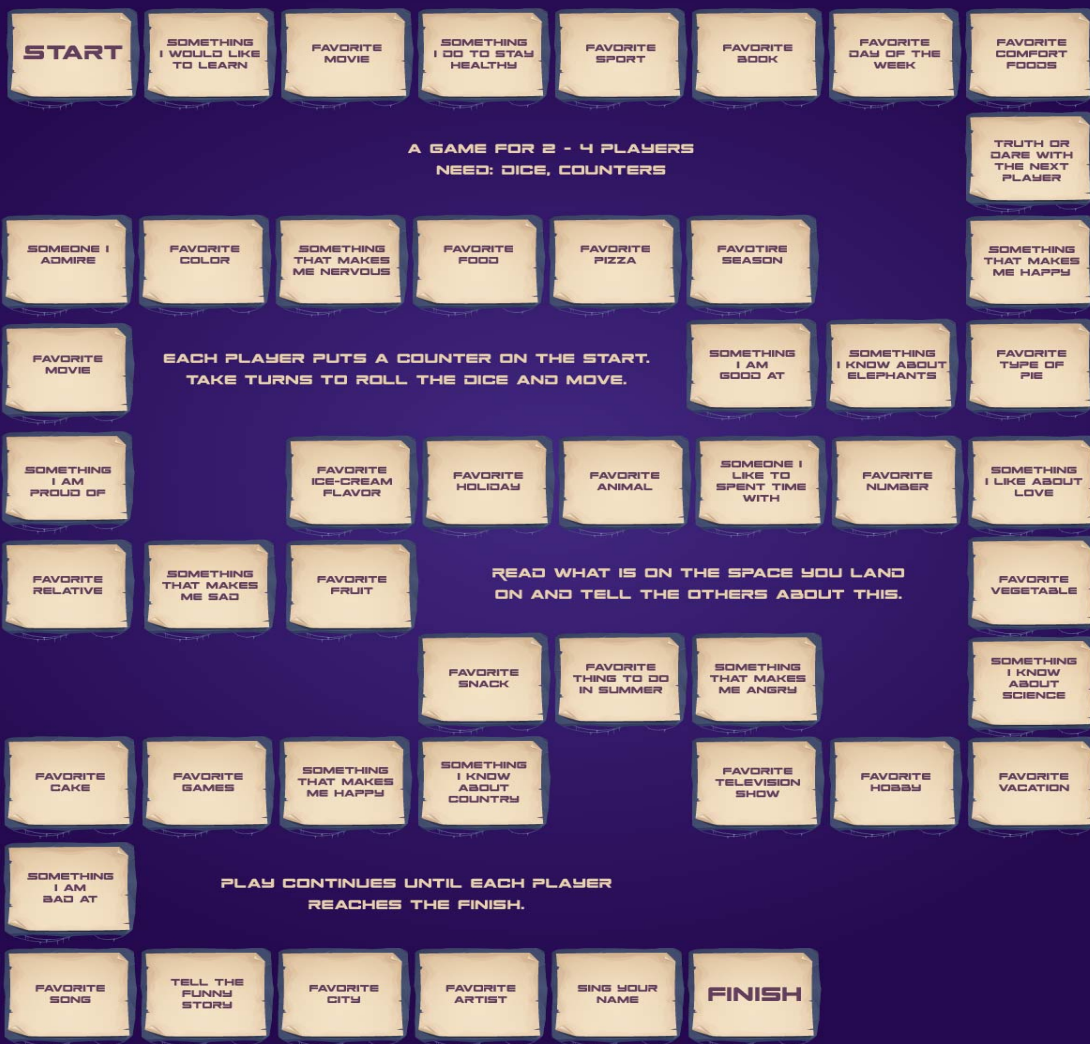 START
SOMETHING
I WOULD LIKE
TO LEARN
FAVORITE
MOVIE
SOMETHING
I DO TO STAY
HEALTHY
FAVORITE
SPORT
FAVORITE
BOOK
FAVORITE
DAY OF THE
WEEK
FAVORITE
COMFORT
FOODS
A GAME FOR 2 - 4 PLAYERS
NEED: DICE, COUNTERS
TRUTH OR
DARE WITH
THE NEXT
PLAYER
SOMEONE I
ADMIRE
FAVORITE
COLOR
SOMETHING
THAT MAKES
ME NERVOUS
FAVORITE
FOOD
FAVORITE
PIZZA
FAVOTIRE
SEASON
SOMETHING
THAT MAKES
ME HAPPY
FAVORITE
MOVIE
EACH PLAYER PUTS A COUNTER ON THE START.
TAKE TURNS TO ROLL THE DICE AND MOVE.
SOMETHING
I AM
GOOD AT
SOMETHING
I KNOW ABOUT
ELEPHANTS
FAVORITE
TYPE OF
PIE
SOMETHING
I AM
PROUD OF
FAVORITE
ICE-CREAM
FLAVOR
FAVORITE
HOLIDAY
FAVORITE
ANIMAL
SOMEONE I
LIKE TO
SPENT TIME
WITH
FAVORITE
NUMBER
SOMETHING
I LIKE ABOUT
LOVE
FAVORITE
RELATIVE
SOMETHING
THAT MAKES
ME SAD
FAVORITE
FRUIT
READ WHAT IS ON THE SPACE YOU LAND
ON AND TELL THE OTHERS ABOUT THIS.
FAVORITE
VEGETABLE
FAVORITE
SNACK
FAVORITE
THING TO DO
IN SUMMER
SOMETHING
THAT MAKES
ME ANGRY
SOMETHING
I KNOW
ABOUT
SCIENCE
FAVORITE
CAKE
FAVORITE
GAMES
SOMETHING
THAT MAKES
ME HAPPY
SOMETHING
I KNOW
ABOUT
COUNTRY
FAVORITE
TELEVISION
SHOW
FAVORITE
HOBBY
FAVORITE
VACATION
SOMETHING
I AM
BAD AT
PLAY CONTINUES UNTIL EACH PLAYER
REACHES THE FINISH.
FAVORITE
SONG
TELL THE
FUNNY
STORY
FAVORITE
CITY
FAVORITE
ARTIST
SING YOUR
NAME
FINISH